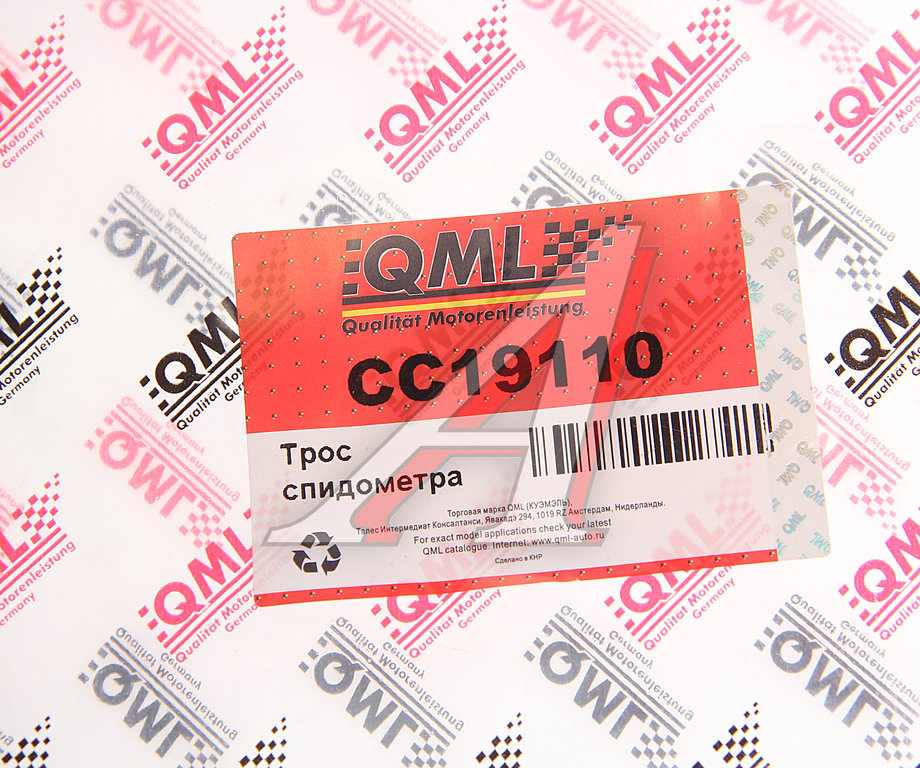 QML
Qualität Motorenleistung
CC19110
Трос
спидометра
Торговая марка QML (КУЭМЭЛЬ).
Талес Интермедиат Консалтанси, Явакадэ 294, 1019 RZ Амстердам, Нидерланды.
For exact model applications check your latest
QML catalogue. Internet: www.qml-auto.ru
Сделано в КНР
QML
Qualität Motorenleistung
Germany